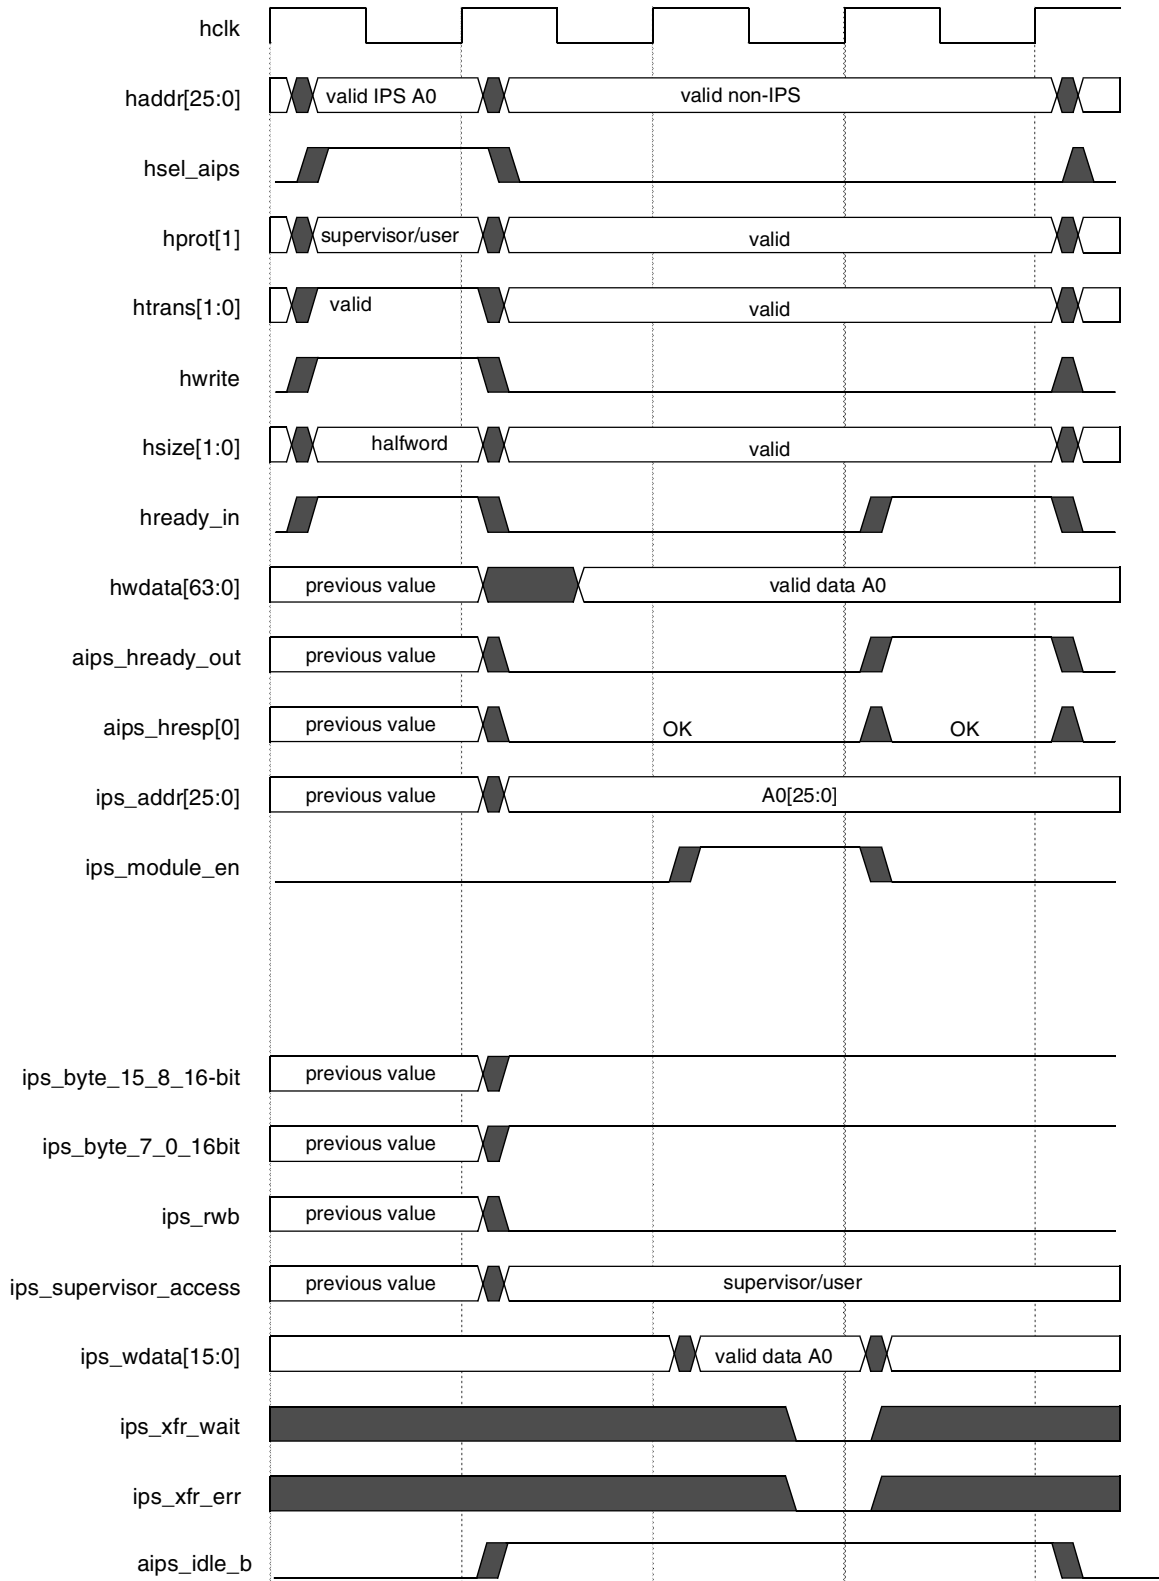 hclk
haddr[25:0] valid IPS A0 valid non-IPS
hsel_aips
hprot[1] supervisor/user valid
htrans[1:0] valid valid
hwrite
hsize[1:0] halfword valid
hready_in
hwdata[63:0] previous value valid data A0
aips_hready_out previous value
aips_hresp[0] previous value OK OK
ips_addr[25:0] previous value A0[25:0]
ips_module_en
ips_byte_15_8_16-bit previous value
ips_byte_7_0_16bit previous value
ips_rwb previous value
ips_supervisor_access previous value supervisor/user
ips_wdata[15:0] valid data A0
ips_xfr_wait
ips_xfr_err
aips_idle_b